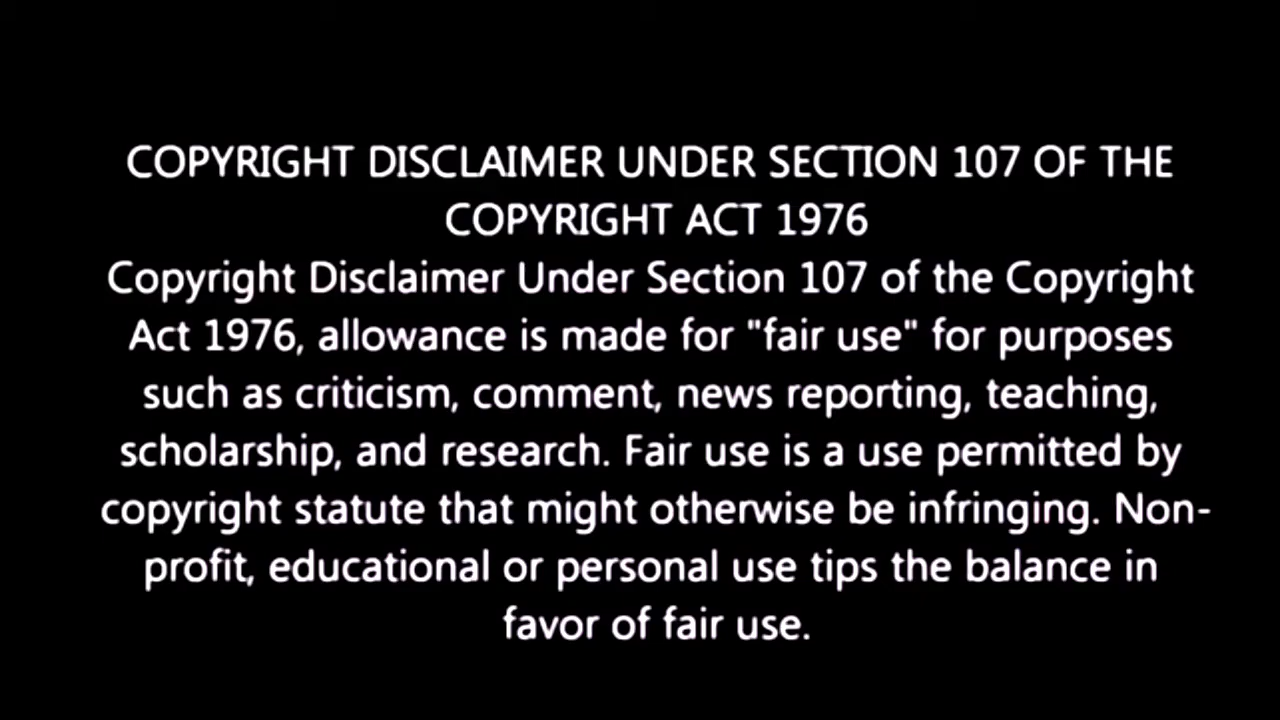 COPYRIGHT DISCLAIMER UNDER SECTION 107 OF THE
COPYRIGHT ACT 1976
Copyright Disclaimer Under Section 107 of the Copyright
Act 1976, allowance is made for "fair use" for purposes
such as criticism, comment, news reporting, teaching,
scholarship, and research. Fair use is a use permitted by
copyright statute that might otherwise be infringing. Non-
profit, educational or personal use tips the balance in
favor of fair use.